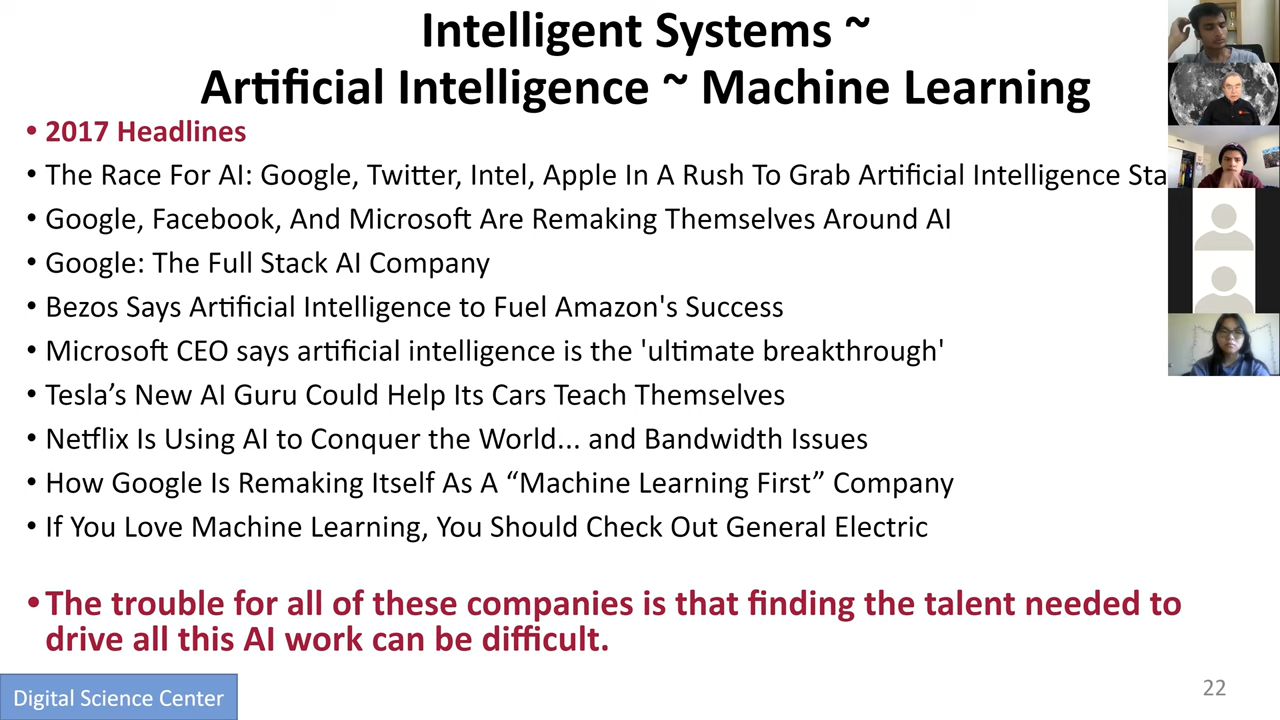 Intelligent Systems ~
Artificial Intelligence ~ Machine Learning
• 2017 Headlines
• The Race For AI: Google, Twitter, Intel, Apple In A Rush To Grab Artificial Intelligence
• Google, Facebook, And Microsoft Are Remaking Themselves Around AI
• Google: The Full Stack AI Company
• Bezos Says Artificial Intelligence to Fuel Amazon's Success
• Microsoft CEO says artificial intelligence is the 'ultimate breakthrough'
• Tesla’s New AI Guru Could Help Its Cars Teach Themselves
• Netflix Is Using AI to Conquer the World... and Bandwidth Issues
• How Google Is Remaking Itself As A “Machine Learning First” Company
• If You Love Machine Learning, You Should Check Out General Electric
• The trouble for all of these companies is that finding the talent needed to
drive all this AI work can be difficult.
Digital Science Center
22